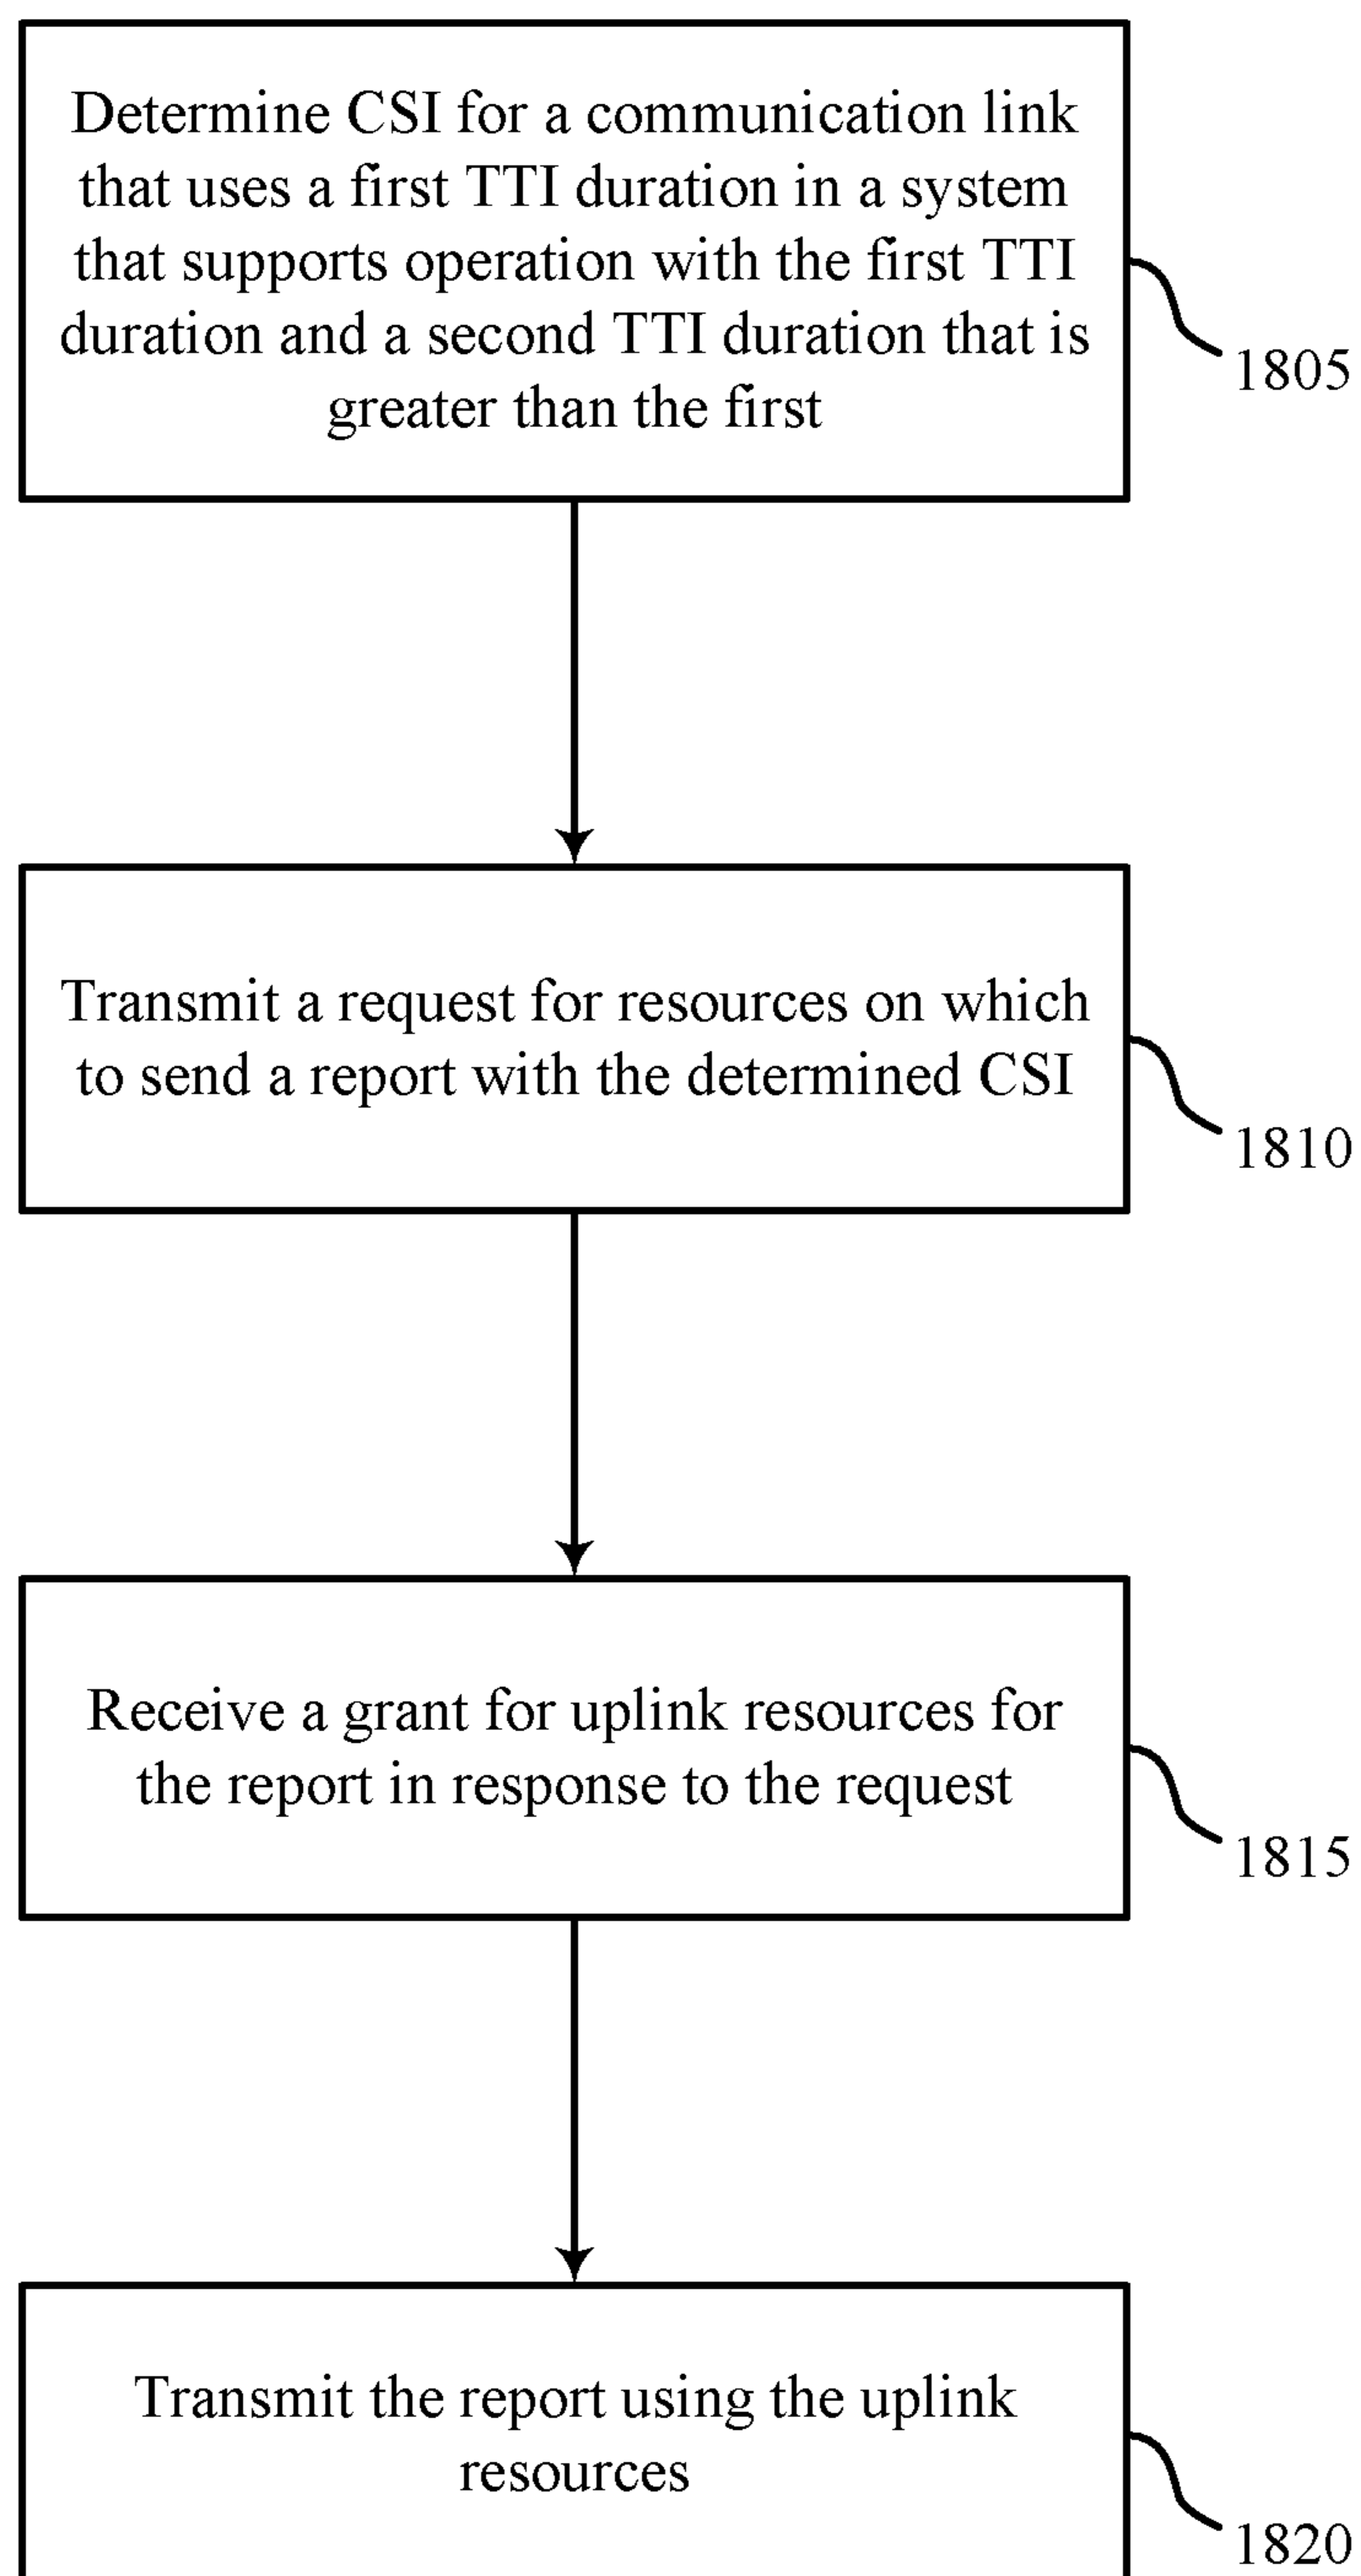 Determine CSI for a communication link
that uses a first TTI duration in a system
that supports operation with the first TTI
duration and a second TTI duration that is
greater than the first
1805
Transmit a request for resources on which
to send a report with the determined CSI
1810
Receive a grant for uplink resources for
the report in response to the request
1815
Transmit the report using the uplink
resources
1820